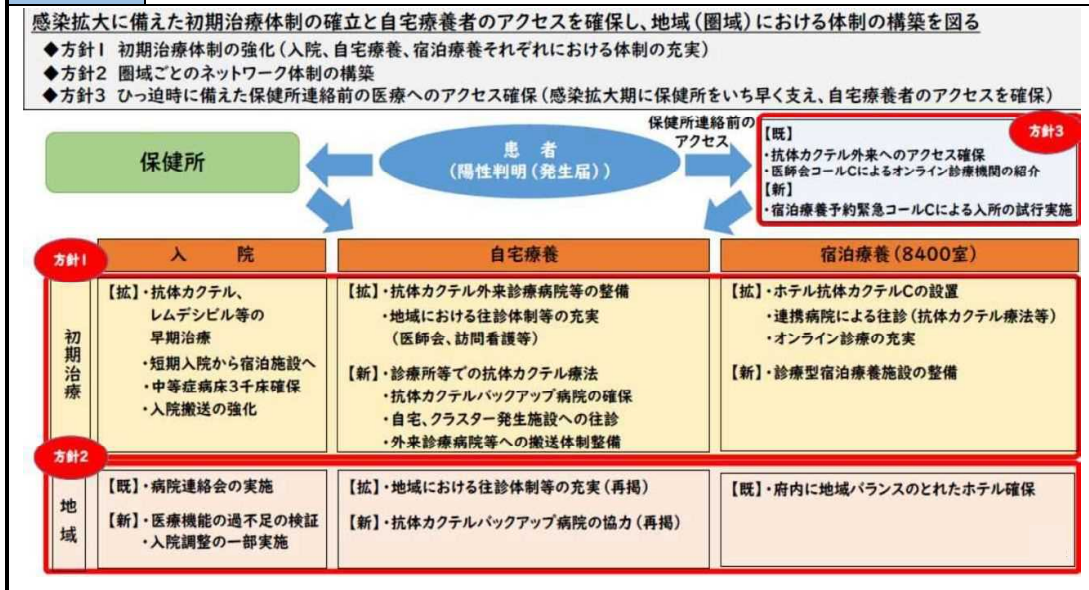 感染拡大に備えた初期治療体制の確立と自宅療養者のアクセスを確保し、地域(圏域)における体制の構築を図る
◆方針1 初期治療体制の強化(入院、自宅療養、宿泊療養それぞれにおける体制の充実)
◆方針2 圏域ごとのネットワーク体制の構築
◆方針3 ひっ迫時に備えた保健所連絡前の医療へのアクセス確保(感染拡大期に保健所をいち早く支え、自宅療養者のアクセスを確保)
保健所
患 者
(陽性判明(発生届))
保健所連絡前の
アクセス
方針3
【既】
・抗体カクテル外来へのアクセス確保
・医師会コールCによるオンライン診療機関の紹介
【新】
・宿泊療養予約緊急コールCによる入所の試行実施
方針1
入 院
自宅療養
宿泊療養(8400室)
初期治療
【拡】・抗体カクテル、
レムデシビル等の
早期治療
・短期入院から宿泊施設へ
・中等症病床3千床確保
・入院搬送の強化
【拡】・抗体カクテル外来診療病院等の整備
・地域における往診体制等の充実
(医師会、訪問看護等)
【新】・診療所等での抗体カクテル療法
・抗体カクテルバックアップ病院の確保
・自宅、クラスター発生施設への往診
・外来診療病院等への搬送体制整備
【拡】・ホテル抗体カクテルCの設置
・連携病院による往診(抗体カクテル療法等)
・オンライン診療の充実
【新】・診療型宿泊療養施設の整備
方針2
地域
【既】・病院連絡会の実施
【新】・医療機能の過不足の検証
・入院調整の一部実施
【拡】・地域における往診体制等の充実(再掲)
【新】・抗体カクテルバックアップ病院の協力(再掲)
【既】・府内に地域バランスのとれたホテル確保